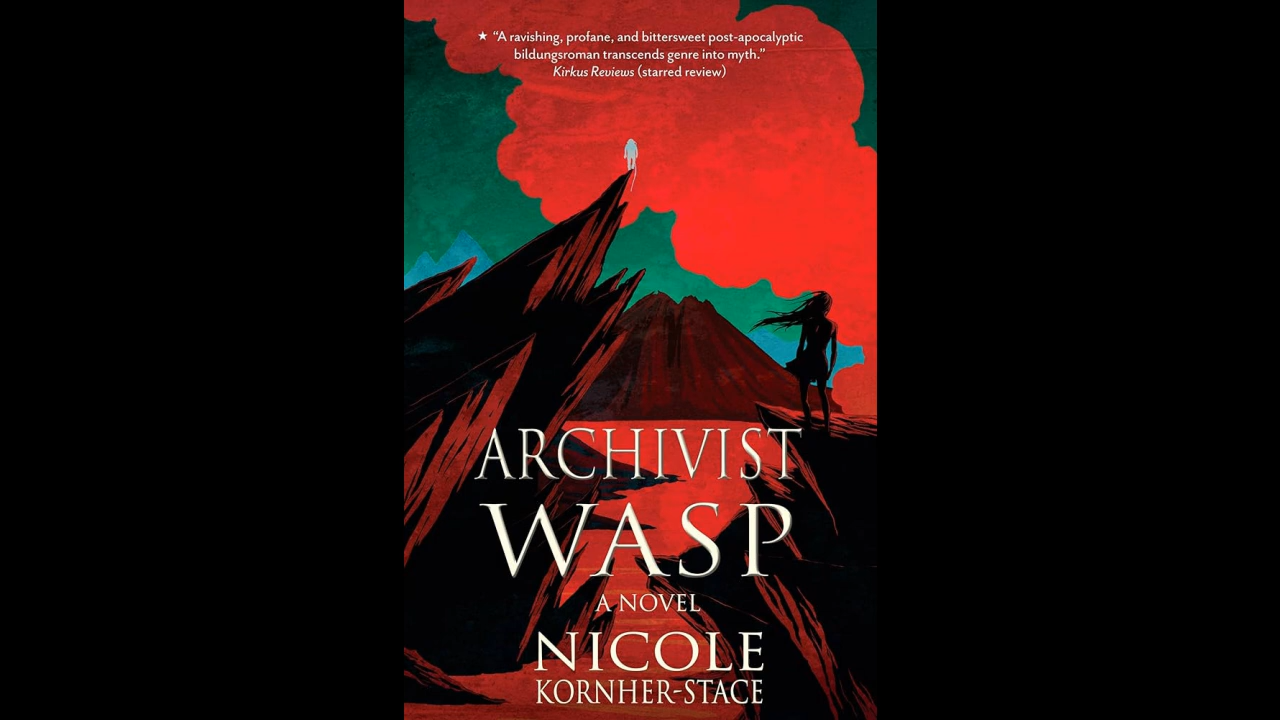 ★ “A ravishing, profane, and bittersweet post-apocalyptic
bildungsroman transcends genre into myth.”
Kirkus Reviews (starred review)
ARCHIVIST
WASP
A NOVEL
NICOLE
KORNHER-STACE